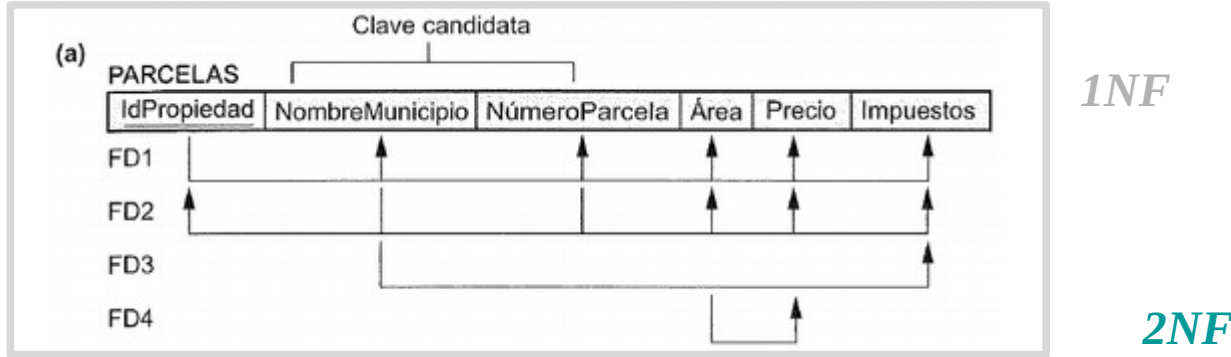 Clave candidata
(a)
PARCELAS
IdPropiedad NombreMunicipio NúmeroParcela Área Precio Impuestos
1NF
FD1
FD2
FD3
FD4
2NF